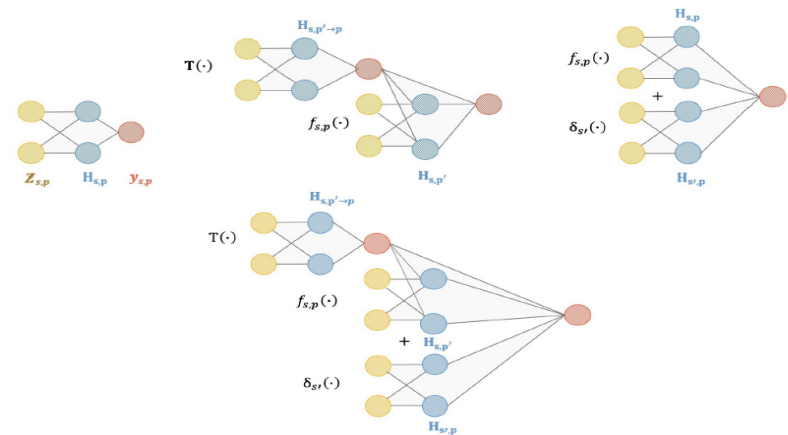 Z_{s,p} H_{s,p} y_{s,p}
H_{s,p'→p}
T(·)
f_{s,p}(·)
H_{s,p'}
H_{s,p}
f_{s,p}(·)
+
δ_{s'}(·)
H_{s',p}
H_{s,p'→p}
T(·)
f_{s,p}(·)
+
H_{s,p'}
δ_{s'}(·)
H_{s',p}